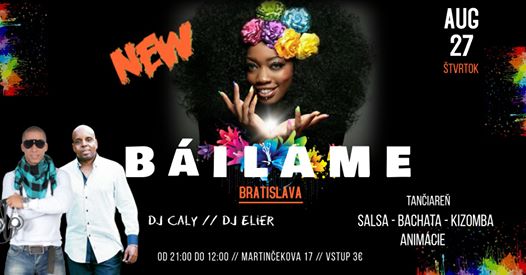 NEW
AUG
27
ŠTVRTOK
BÁILAME
BRATISLAVA
DJ CALY // DJ ELIER
TANČIAREŇ
SALSA - BACHATA - KIZOMBA
ANIMÁCIE
OD 21:00 DO 12:00 // MARTINČEKOVA 17 // VSTUP 3€